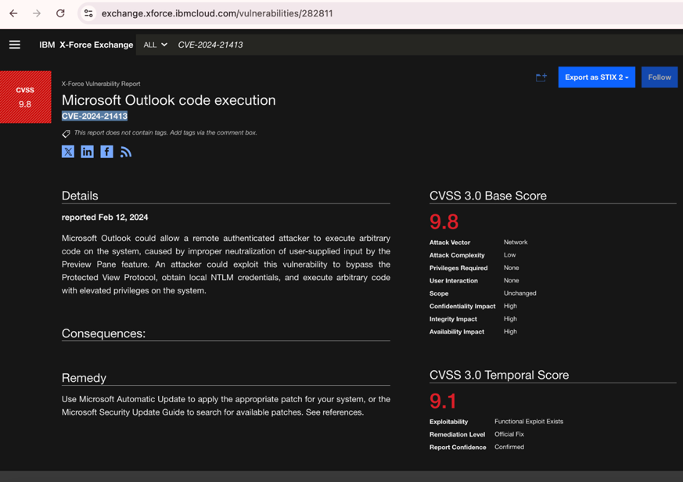 exchange.xforce.ibmcloud.com/vulnerabilities/282811
IBM X-Force Exchange
ALL
CVE-2024-21413
CVSS
9.8
X-Force Vulnerability Report
Microsoft Outlook code execution
CVE-2024-21413
This report does not contain tags. Add tags via the comment box.
Export as STIX 2
Follow
Details
reported Feb 12, 2024
Microsoft Outlook could allow a remote authenticated attacker to execute arbitrary
code on the system, caused by improper neutralization of user-supplied input by the
Preview Pane feature. An attacker could exploit this vulnerability to bypass the
Protected View Protocol, obtain local NTLM credentials, and execute arbitrary code
with elevated privileges on the system.
Consequences:
Remedy
Use Microsoft Automatic Update to apply the appropriate patch for your system, or the
Microsoft Security Update Guide to search for available patches. See references.
CVSS 3.0 Base Score
9.8
Attack Vector Network
Attack Complexity Low
Privileges Required None
User Interaction None
Scope Unchanged
Confidentiality Impact High
Integrity Impact High
Availability Impact High
CVSS 3.0 Temporal Score
9.1
Exploitability Functional Exploit Exists
Remediation Level Official Fix
Report Confidence Confirmed